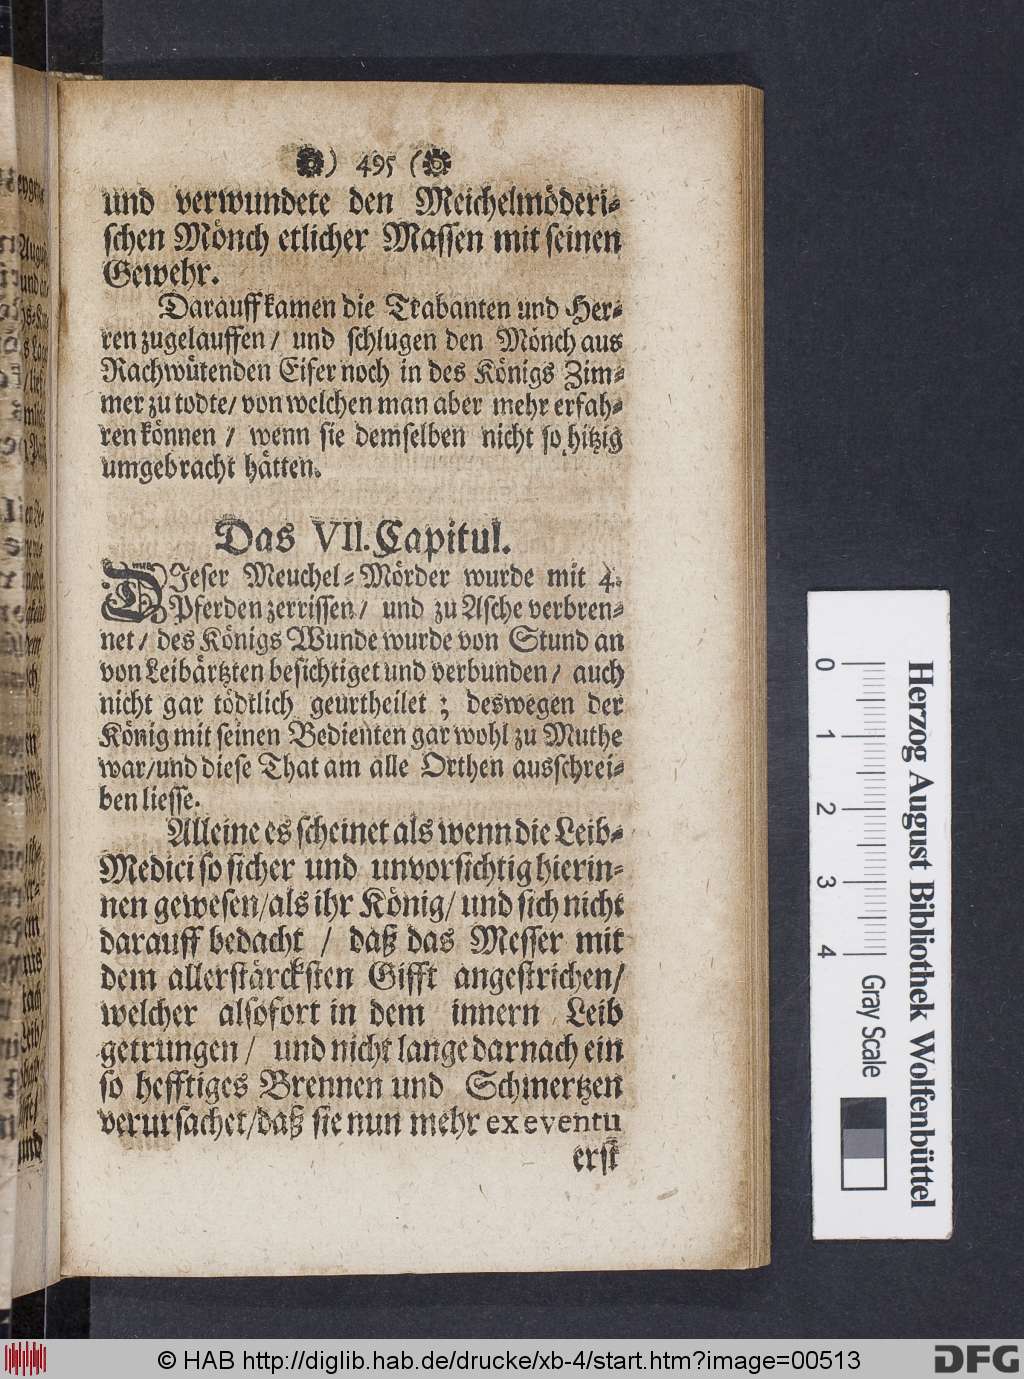 ) 495 (
und verwundete den Meichelmöderi-
schen Mönch etlicher Massen mit seinen
Gewehr.
Darauff kamen die Trabanten und Her-
ren zugelauffen/ und schlugen den Mönch aus
Rachwütenden Eifer noch in des Königs Zim-
mer zu todte/ von welchen man aber mehr erfah-
ren können / wenn sie demselben nicht so hitzig
umgebracht hätten.
Das VII. Capitul.
DIeser Meuchel-Mörder wurde mit 4.
Pferden zerrissen/ und zu Asche verbren-
net/ des Königs Wunde wurde von Stund an
von Leibärtzten besichtiget und verbunden/ auch
nicht gar tödtlich geurtheilet ; deswegen der
König mit seinen Bedienten gar wohl zu Muthe
war/und diese That am alle Orthen ausschrei-
ben liesse.
Alleine es scheinet als wenn die Leib-
Medici so sicher und unvorsichtig hierin-
nen gewesen/als ihr König/ und sich nicht
darauff bedacht / daß das Messer mit
dem allerstärcksten Gifft angestrichen/
welcher alsofort in dem innern Leib
getrungen/ und nicht lange darnach ein
so hefftiges Brennen und Schmertzen
verursachet/daß sie nun mehr ex eventu
erst
0 1 2 3 4
Gray Scale
Herzog August Bibliothek Wolfenbüttel
© HAB http://diglib.hab.de/drucke/xb-4/start.htm?image=00513
DFG